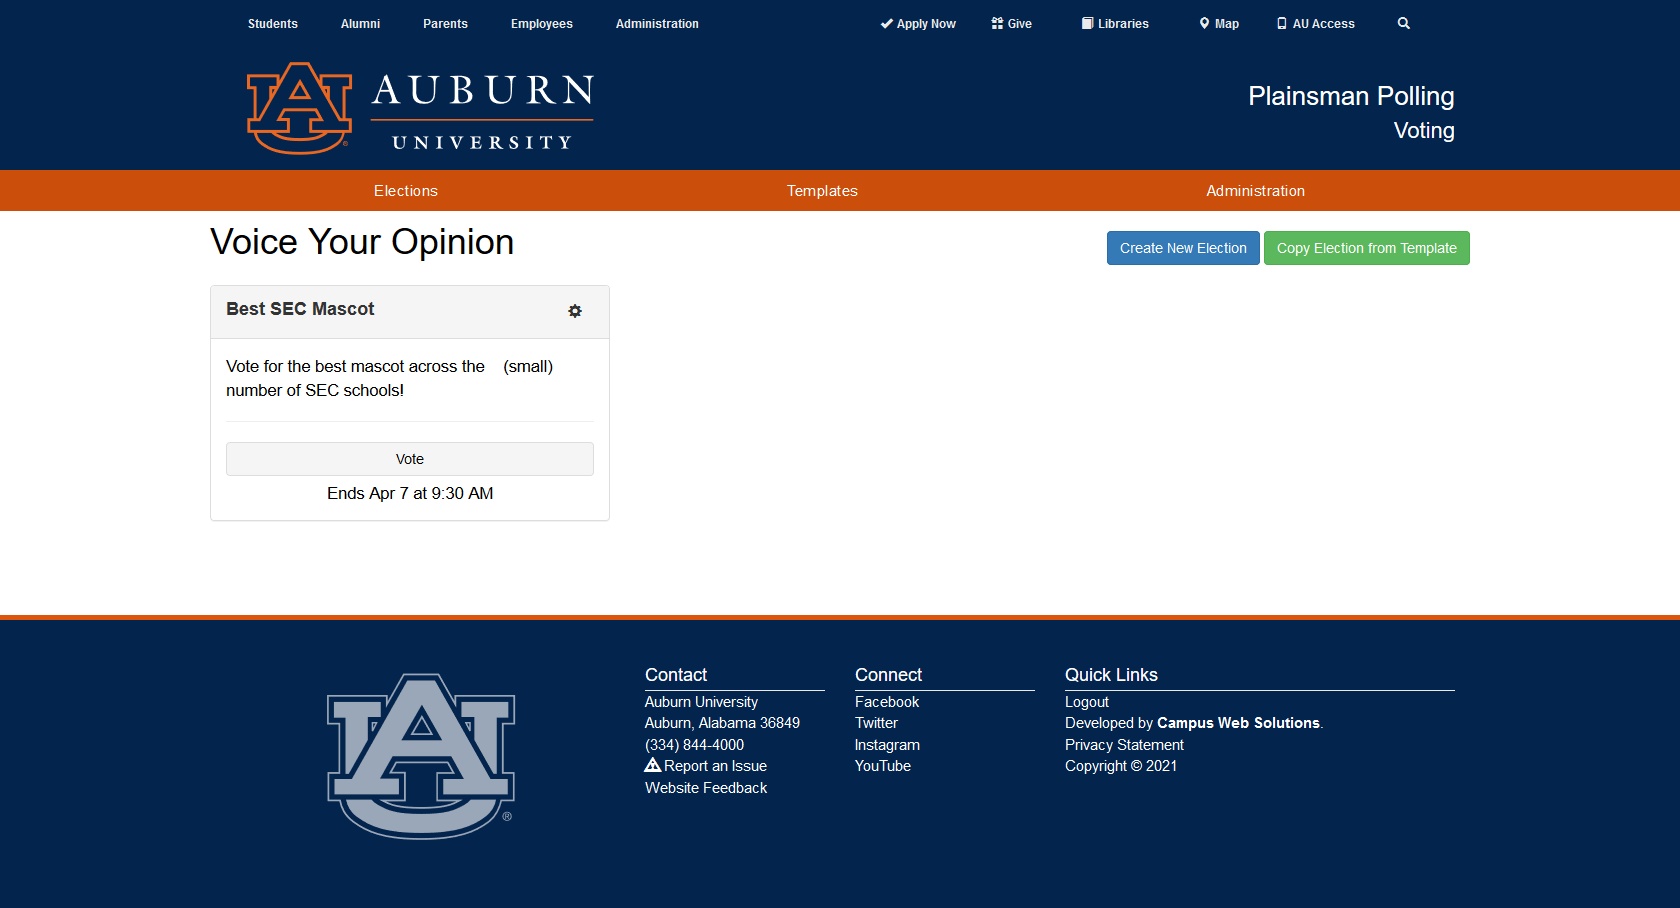 Students Alumni Parents Employees Administration Apply Now Give Libraries Map AU Access
AUBURN
UNIVERSITY
Plainsman Polling
Voting
Elections Templates Administration
Voice Your Opinion
Create New Election Copy Election from Template
Best SEC Mascot
Vote for the best mascot across the (small)
number of SEC schools!
Vote
Ends Apr 7 at 9:30 AM
Contact
Auburn University
Auburn, Alabama 36849
(334) 844-4000
Report an Issue
Website Feedback
Connect
Facebook
Twitter
Instagram
YouTube
Quick Links
Logout
Developed by Campus Web Solutions.
Privacy Statement
Copyright © 2021